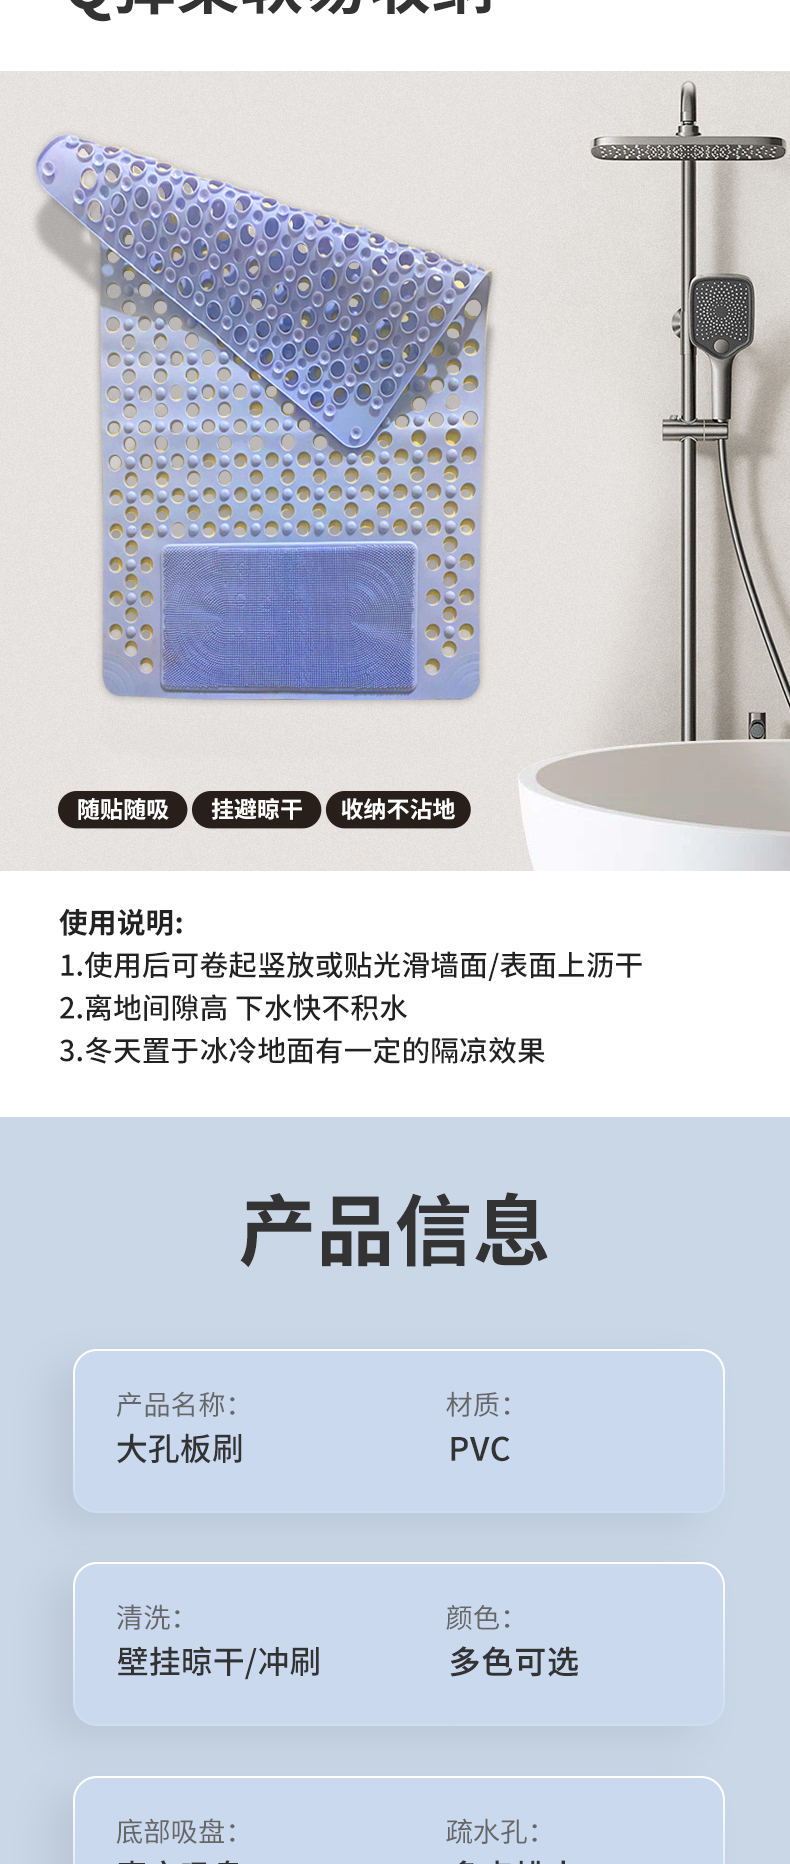 随贴随吸 挂避晾干 收纳不沾地
使用说明:
1.使用后可卷起竖放或贴光滑墙面/表面上沥干
2.离地间隙高 下水快不积水
3.冬天置于冰冷地面有一定的隔凉效果
产品信息
产品名称： 材质：
大孔板刷 PVC
清洗： 颜色：
壁挂晾干/冲刷 多色可选
底部吸盘： 疏水孔：